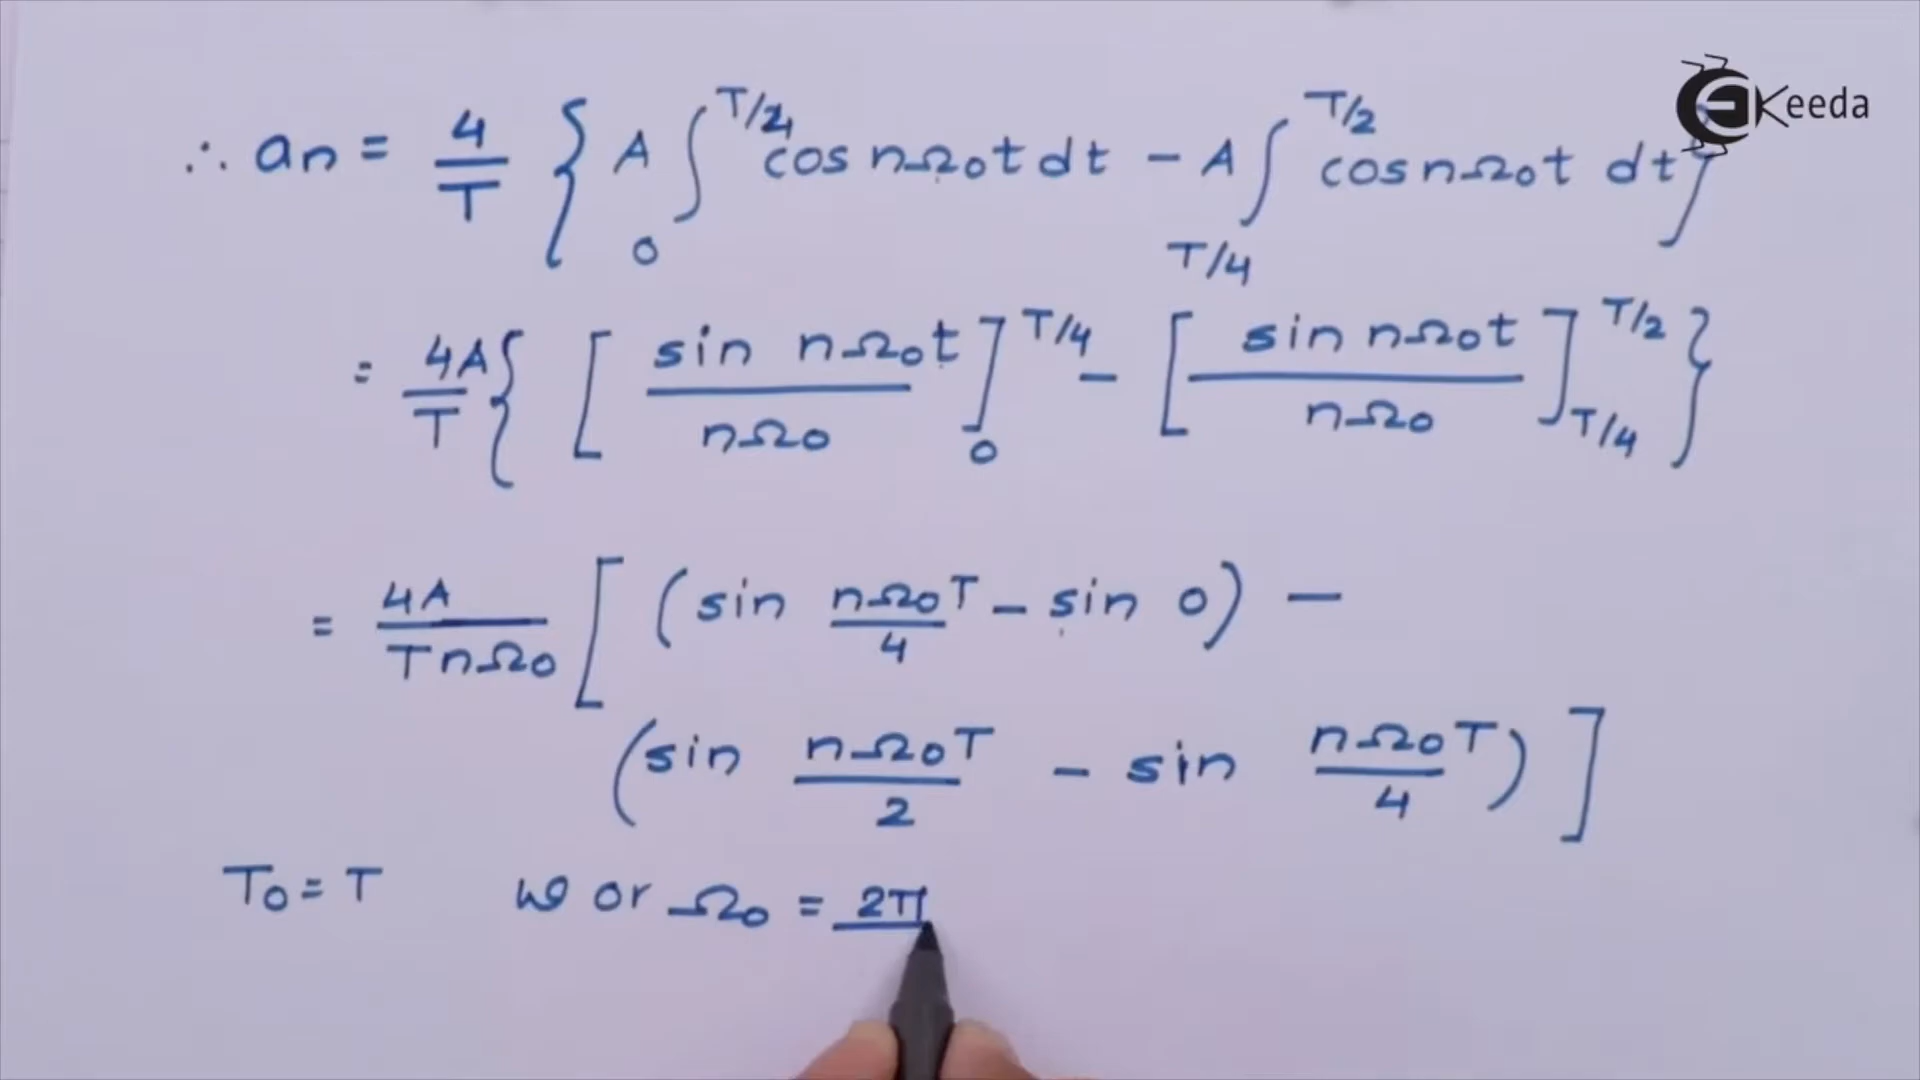 ∴ an = 4/T { A ∫₀^T/4 cos nΩ₀t dt - A ∫_T/4^T/2 cos nΩ₀t dt }
= 4A/T { [ sin nΩ₀t / nΩ₀ ]₀^T/4 - [ sin nΩ₀t / nΩ₀ ]_T/4^T/2 }
= 4A/TnΩ₀ [ (sin nΩ₀T/4 - sin 0) -
(sin nΩ₀T/2 - sin nΩ₀T/4) ]
T₀ = T ω or Ω₀ = 2π
Keeda